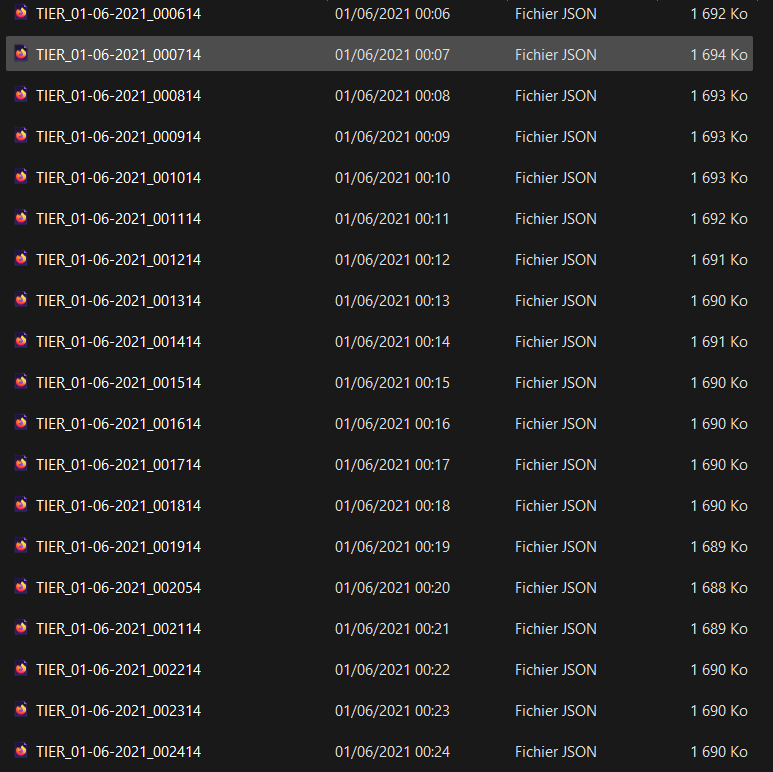 TIER_01-06-2021_000614 01/06/2021 00:06 Fichier JSON 1 692 Ko
TIER_01-06-2021_000714 01/06/2021 00:07 Fichier JSON 1 694 Ko
TIER_01-06-2021_000814 01/06/2021 00:08 Fichier JSON 1 693 Ko
TIER_01-06-2021_000914 01/06/2021 00:09 Fichier JSON 1 693 Ko
TIER_01-06-2021_001014 01/06/2021 00:10 Fichier JSON 1 693 Ko
TIER_01-06-2021_001114 01/06/2021 00:11 Fichier JSON 1 692 Ko
TIER_01-06-2021_001214 01/06/2021 00:12 Fichier JSON 1 691 Ko
TIER_01-06-2021_001314 01/06/2021 00:13 Fichier JSON 1 690 Ko
TIER_01-06-2021_001414 01/06/2021 00:14 Fichier JSON 1 691 Ko
TIER_01-06-2021_001514 01/06/2021 00:15 Fichier JSON 1 690 Ko
TIER_01-06-2021_001614 01/06/2021 00:16 Fichier JSON 1 690 Ko
TIER_01-06-2021_001714 01/06/2021 00:17 Fichier JSON 1 690 Ko
TIER_01-06-2021_001814 01/06/2021 00:18 Fichier JSON 1 690 Ko
TIER_01-06-2021_001914 01/06/2021 00:19 Fichier JSON 1 689 Ko
TIER_01-06-2021_002054 01/06/2021 00:20 Fichier JSON 1 688 Ko
TIER_01-06-2021_002114 01/06/2021 00:21 Fichier JSON 1 689 Ko
TIER_01-06-2021_002214 01/06/2021 00:22 Fichier JSON 1 690 Ko
TIER_01-06-2021_002314 01/06/2021 00:23 Fichier JSON 1 690 Ko
TIER_01-06-2021_002414 01/06/2021 00:24 Fichier JSON 1 690 Ko